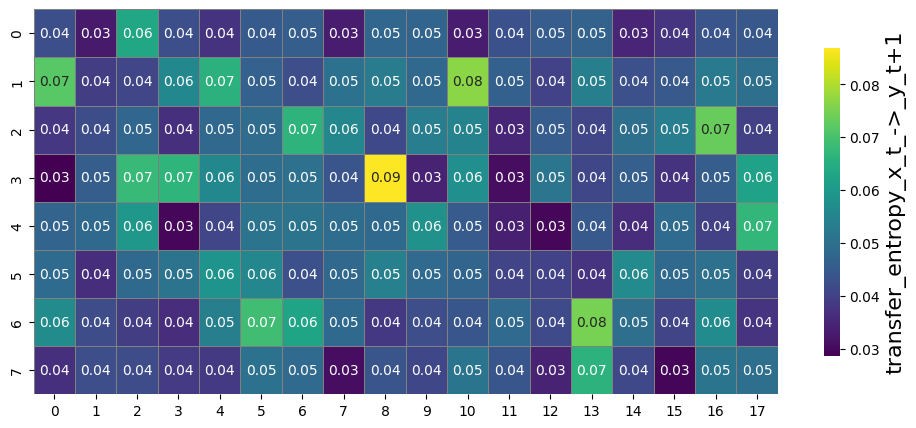 0 0.04 0.03 0.06 0.04 0.04 0.04 0.05 0.03 0.05 0.05 0.03 0.04 0.05 0.05 0.03 0.04 0.04 0.04
1 0.07 0.04 0.04 0.06 0.07 0.05 0.04 0.05 0.05 0.05 0.08 0.05 0.04 0.05 0.04 0.04 0.05 0.05
2 0.04 0.04 0.05 0.04 0.05 0.05 0.07 0.06 0.04 0.05 0.05 0.03 0.05 0.04 0.05 0.05 0.07 0.04
3 0.03 0.05 0.07 0.07 0.06 0.05 0.05 0.04 0.09 0.03 0.06 0.03 0.05 0.04 0.05 0.04 0.05 0.06
4 0.05 0.05 0.06 0.03 0.04 0.05 0.05 0.05 0.05 0.06 0.05 0.03 0.03 0.04 0.04 0.05 0.04 0.07
5 0.05 0.04 0.05 0.05 0.06 0.06 0.04 0.05 0.05 0.05 0.05 0.04 0.04 0.04 0.06 0.05 0.05 0.04
6 0.06 0.04 0.04 0.04 0.05 0.07 0.06 0.05 0.04 0.04 0.04 0.05 0.04 0.08 0.05 0.04 0.06 0.04
7 0.04 0.04 0.04 0.04 0.04 0.05 0.05 0.03 0.04 0.04 0.05 0.05 0.03 0.07 0.04 0.03 0.05 0.05
0 1 2 3 4 5 6 7 8 9 10 11 12 13 14 15 16 17
0.08
0.07
0.06
0.05
0.04
0.03
transfer_entropy_x_t_->_y_t+1